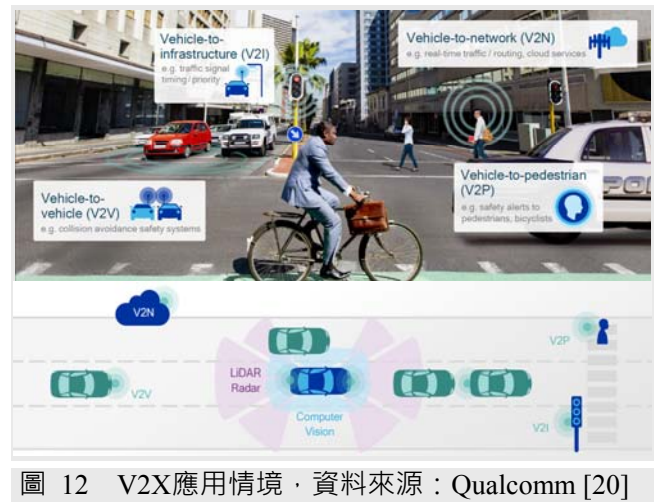 Vehicle-to-
infrastructure (V2I)
e.g. traffic signal
timing/priority
Vehicle-to-network (V2N)
e.g. real-time traffic / routing, cloud services
Vehicle-to-
vehicle (V2V)
e.g. collision avoidance safety systems
Vehicle-to-pedestrian
(V2P)
e.g. safety alerts to
pedestrians, bicyclists
V2N
V2P
LiDAR
Radar
V2V
Computer
Vision
V2I
圖 12 V2X應用情境，資料來源：Qualcomm [20]